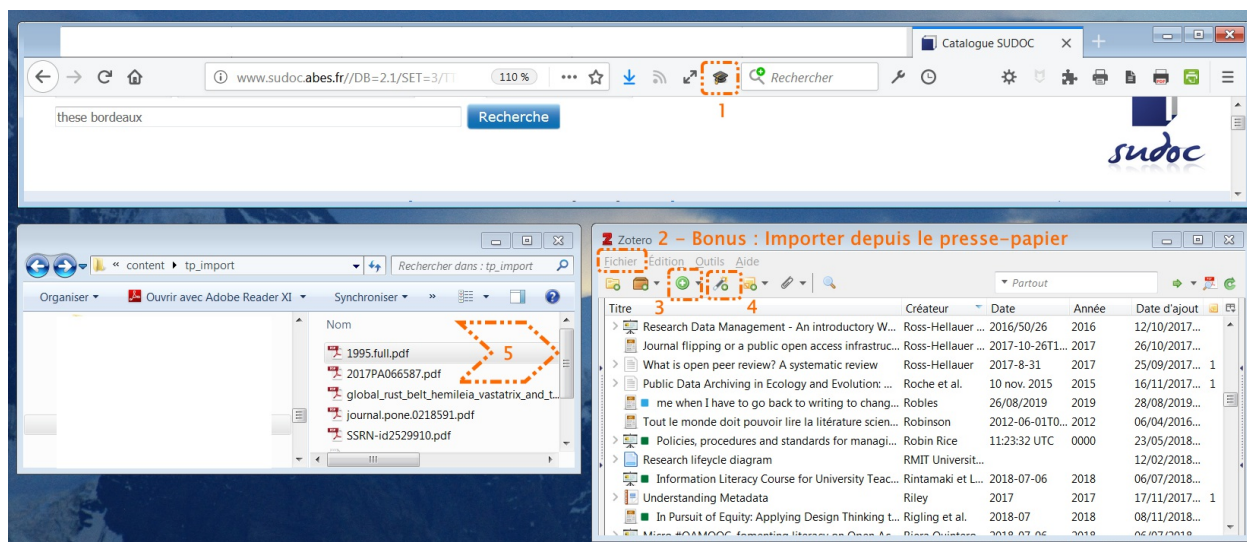 Catalogue SUDOC
www.sudoc.abes.fr//DB=2.1/SET=3/TT
110 %
Rechercher
1
these bordeaux
Recherche
sudoc
« content ▸ tp_import
Rechercher dans : tp_import
Organiser
Ouvrir avec Adobe Reader XI
Synchroniser
»
Nom
5
1995.full.pdf
2017PA066587.pdf
global_rust_belt_hemileia_vastatrix_and_t...
journal.pone.0218591.pdf
SSRN-id2529910.pdf
Zotero 2 – Bonus : Importer depuis le presse-papier
Fichier Édition Outils Aide
Partout
3
4
Titre Créateur Date Année Date d'ajout
Research Data Management - An introductory W... Ross-Hellauer ... 2016/50/26 2016 12/10/2017...
Journal flipping or a public open access infrastruc... Ross-Hellauer ... 2017-10-26T1... 2017 26/10/2017...
What is open peer review? A systematic review Ross-Hellauer 2017-8-31 2017 25/09/2017... 1
Public Data Archiving in Ecology and Evolution: ... Roche et al. 10 nov. 2015 2015 16/11/2017... 1
me when I have to go back to writing to chang... Robles 26/08/2019 2019 28/08/2019...
Tout le monde doit pouvoir lire la litérature scien... Robinson 2012-06-01T0... 2012 06/04/2016...
Policies, procedures and standards for managi... Robin Rice 11:23:32 UTC 0000 23/05/2018...
Research lifeycle diagram RMIT Universit... 12/02/2018...
Information Literacy Course for University Teac... Rintamaki et L... 2018-07-06 2018 06/07/2018...
Understanding Metadata Riley 2017 2017 17/11/2017... 1
In Pursuit of Equity: Applying Design Thinking t... Rigling et al. 2018-07 2018 08/11/2018...